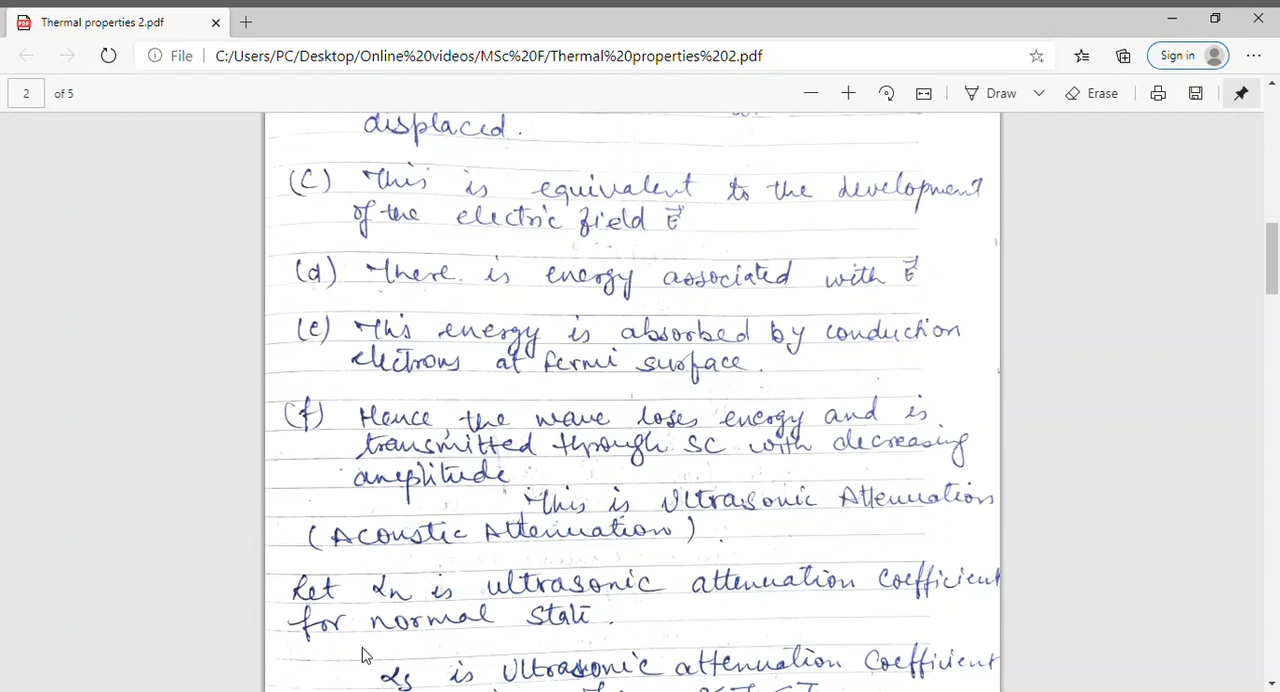 Thermal properties 2.pdf
File
C:/Users/PC/Desktop/Online%20videos/MSc%20F/Thermal%20properties%202.pdf
Sign in
2 of 5
Draw
Erase
displaced.
(C) This is equivalent to the development
of the electric field E⃗
(d) There is energy associated with E⃗
(e) This energy is absorbed by conduction
electrons at fermi surface.
(f) Hence, the wave loses energy and is
transmitted through SC with decreasing
amplitude
This is Ultrasonic Attenuation
(Acoustic Attenuation).
Let αn is ultrasonic attenuation coefficient
for normal state.
αs is Ultrasonic attenuation coefficient